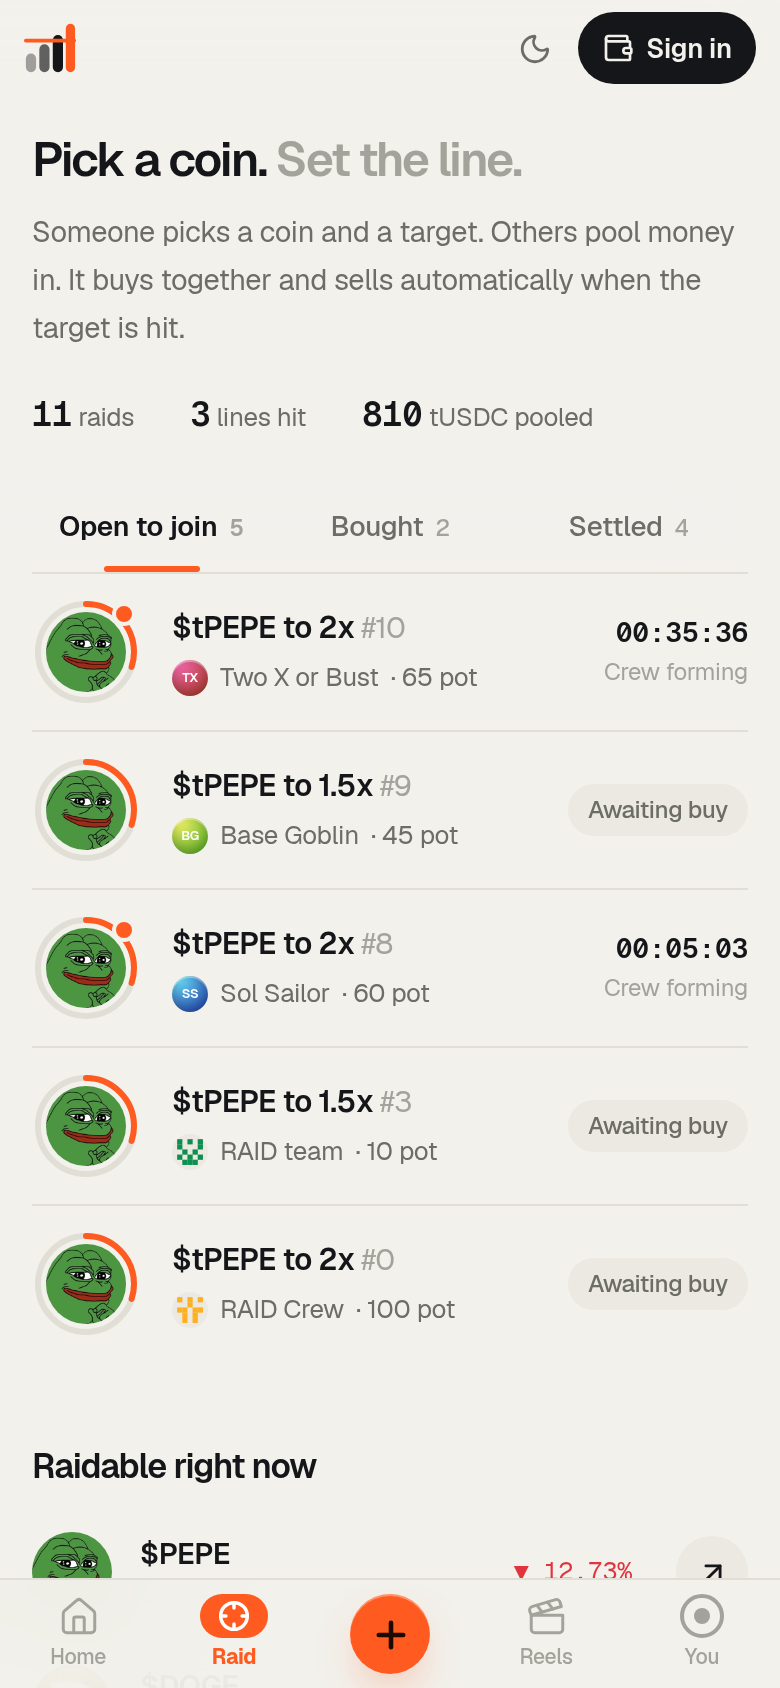 Sign in
Pick a coin. Set the line.
Someone picks a coin and a target. Others pool money
in. It buys together and sells automatically when the
target is hit.
11 raids 3 lines hit 810 tUSDC pooled
Open to join 5 Bought 2 Settled 4
$tPEPE to 2x #10
00:35:36
TX Two X or Bust · 65 pot
Crew forming
$tPEPE to 1.5x #9
Awaiting buy
BG Base Goblin · 45 pot
$tPEPE to 2x #8
00:05:03
SS Sol Sailor · 60 pot
Crew forming
$tPEPE to 1.5x #3
Awaiting buy
RAID team · 10 pot
$tPEPE to 2x #0
Awaiting buy
RAID Crew · 100 pot
Raidable right now
$PEPE
▼ 12.73%
Home Raid Reels You
$DOGE